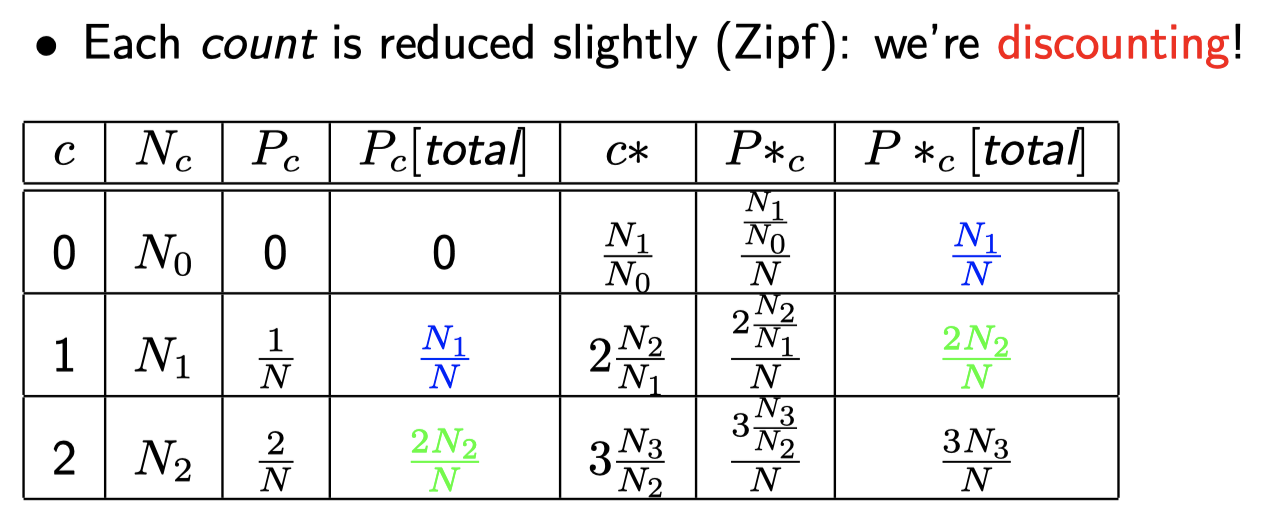 • Each count is reduced slightly (Zipf): we're discounting!
c | N_c | P_c | P_c[total] | c* | P*_c | P*_c [total]
0 | N_0 | 0 | 0 | \frac{N_1}{N_0} | \frac{\frac{N_1}{N_0}}{N} | \frac{N_1}{N}
1 | N_1 | \frac{1}{N} | \frac{N_1}{N} | 2\frac{N_2}{N_1} | \frac{2\frac{N_2}{N_1}}{N} | \frac{2N_2}{N}
2 | N_2 | \frac{2}{N} | \frac{2N_2}{N} | 3\frac{N_3}{N_2} | \frac{3\frac{N_3}{N_2}}{N} | \frac{3N_3}{N}